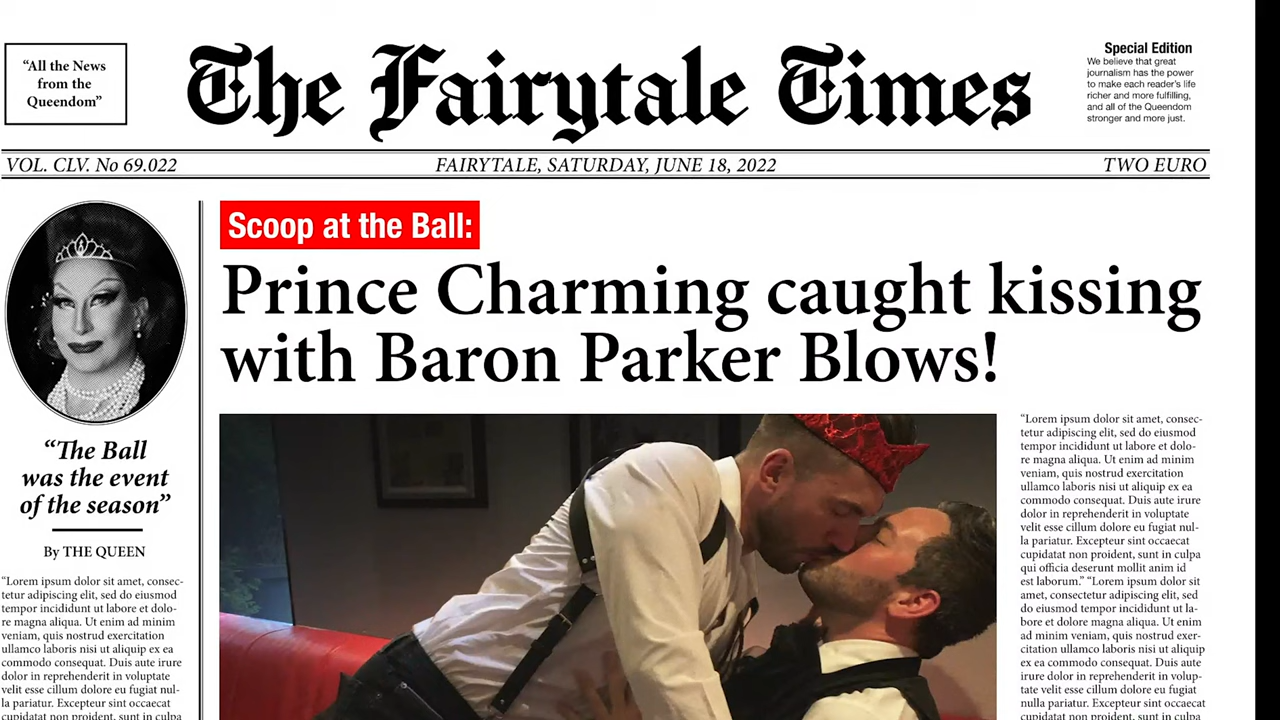 “All the News
from the
Queendom”
The Fairytale Times
Special Edition
We believe that great
journalism has the power
to make each reader's life
richer and more fulfilling,
and all of the Queendom
stronger and more just.
VOL. CLV. No 69.022
FAIRYTALE, SATURDAY, JUNE 18, 2022
TWO EURO
“The Ball
was the event
of the season”
By THE QUEEN
“Lorem ipsum dolor sit amet, consec-
tetur adipiscing elit, sed do eiusmod
tempor incididunt ut labore et dolo-
re magna aliqua. Ut enim ad minim
veniam, quis nostrud exercitation
ullamco laboris nisi ut aliquip ex ea
commodo consequat. Duis aute irure
dolor in reprehenderit in voluptate
velit esse cillum dolore eu fugiat nul-
la pariatur. Excepteur sint occaecat
cupidatat non proident, sunt in culpa
Scoop at the Ball:
Prince Charming caught kissing
with Baron Parker Blows!
“Lorem ipsum dolor sit amet, consec-
tetur adipiscing elit, sed do eiusmod
tempor incididunt ut labore et dolo-
re magna aliqua. Ut enim ad minim
veniam, quis nostrud exercitation
ullamco laboris nisi ut aliquip ex ea
commodo consequat. Duis aute irure
dolor in reprehenderit in voluptate
velit esse cillum dolore eu fugiat nul-
la pariatur. Excepteur sint occaecat
cupidatat non proident, sunt in culpa
qui officia deserunt mollit anim id
est laborum.” “Lorem ipsum dolor sit
amet, consectetur adipiscing elit, sed
do eiusmod tempor incididunt ut la-
bore et dolore magna aliqua. Ut enim
ad minim veniam, quis nostrud exer-
citation ullamco laboris nisi ut aliquip
ex ea commodo consequat. Duis aute
irure dolor in reprehenderit in volup-
tate velit esse cillum dolore eu fugiat
nulla pariatur. Excepteur sint occaecat
cupidatat non proident, sunt in culpa